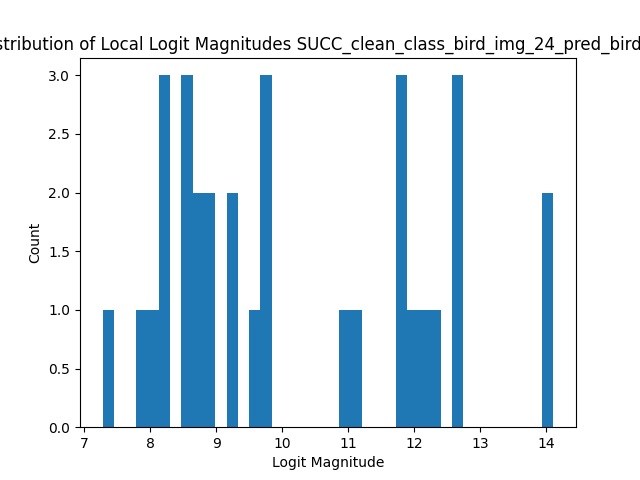 stribution of Local Logit Magnitudes SUCC_clean_class_bird_img_24_pred_bird
3.0
2.5
2.0
1.5
1.0
0.5
0.0
Count
7 8 9 10 11 12 13 14
Logit Magnitude